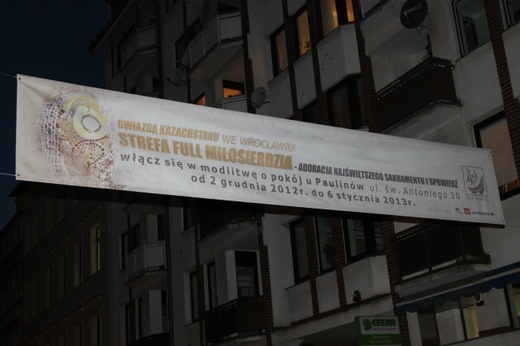 GWIAZDA KAZACHSTANU WE WROCŁAWIU
STREFA FULL MIŁOSIERDZIA - ADORACJA NAJŚWIĘTSZEGO SAKRAMENTU I SPOWIEDŹ
włącz się w modlitwę o pokój u Paulinów ul. św. Antoniego 30
od 2 grudnia 2012r. do 6 stycznia 2013r.
GEERS